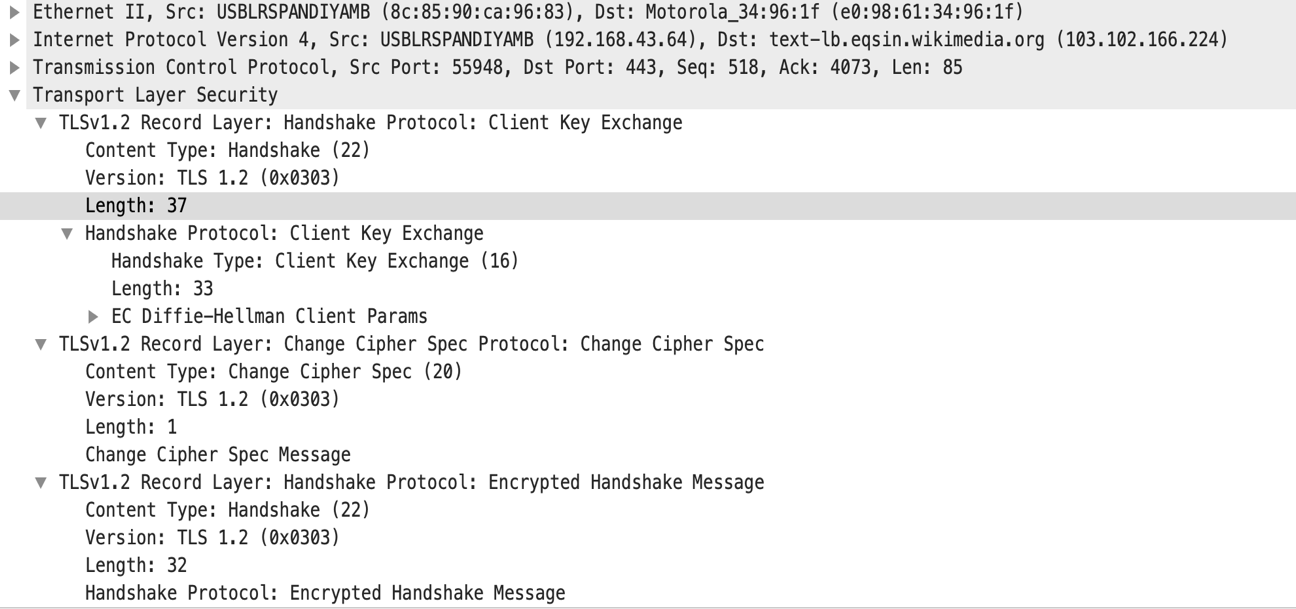 Ethernet II, Src: USBLRSPANDIYAMB (8c:85:90:ca:96:83), Dst: Motorola_34:96:1f (e0:98:61:34:96:1f)
Internet Protocol Version 4, Src: USBLRSPANDIYAMB (192.168.43.64), Dst: text-lb.eqsin.wikimedia.org (103.102.166.224)
Transmission Control Protocol, Src Port: 55948, Dst Port: 443, Seq: 518, Ack: 4073, Len: 85
Transport Layer Security
TLSv1.2 Record Layer: Handshake Protocol: Client Key Exchange
Content Type: Handshake (22)
Version: TLS 1.2 (0x0303)
Length: 37
Handshake Protocol: Client Key Exchange
Handshake Type: Client Key Exchange (16)
Length: 33
EC Diffie-Hellman Client Params
TLSv1.2 Record Layer: Change Cipher Spec Protocol: Change Cipher Spec
Content Type: Change Cipher Spec (20)
Version: TLS 1.2 (0x0303)
Length: 1
Change Cipher Spec Message
TLSv1.2 Record Layer: Handshake Protocol: Encrypted Handshake Message
Content Type: Handshake (22)
Version: TLS 1.2 (0x0303)
Length: 32
Handshake Protocol: Encrypted Handshake Message